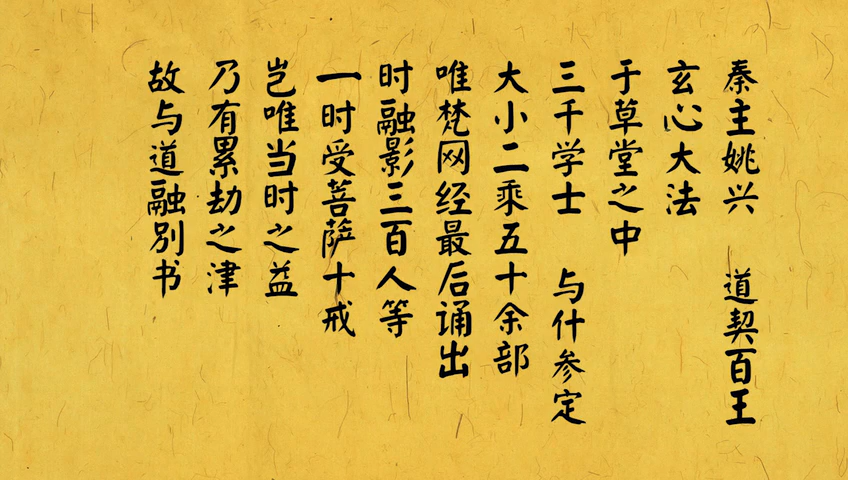 秦主姚兴 道契百王
玄心大法
于草堂之中
三千学士 与什参定
大小二乘五十余部
唯梵网经最后诵出
时融影三百人等
一时受菩萨十戒
岂唯当时之益
乃有累劫之津
故与道融别书